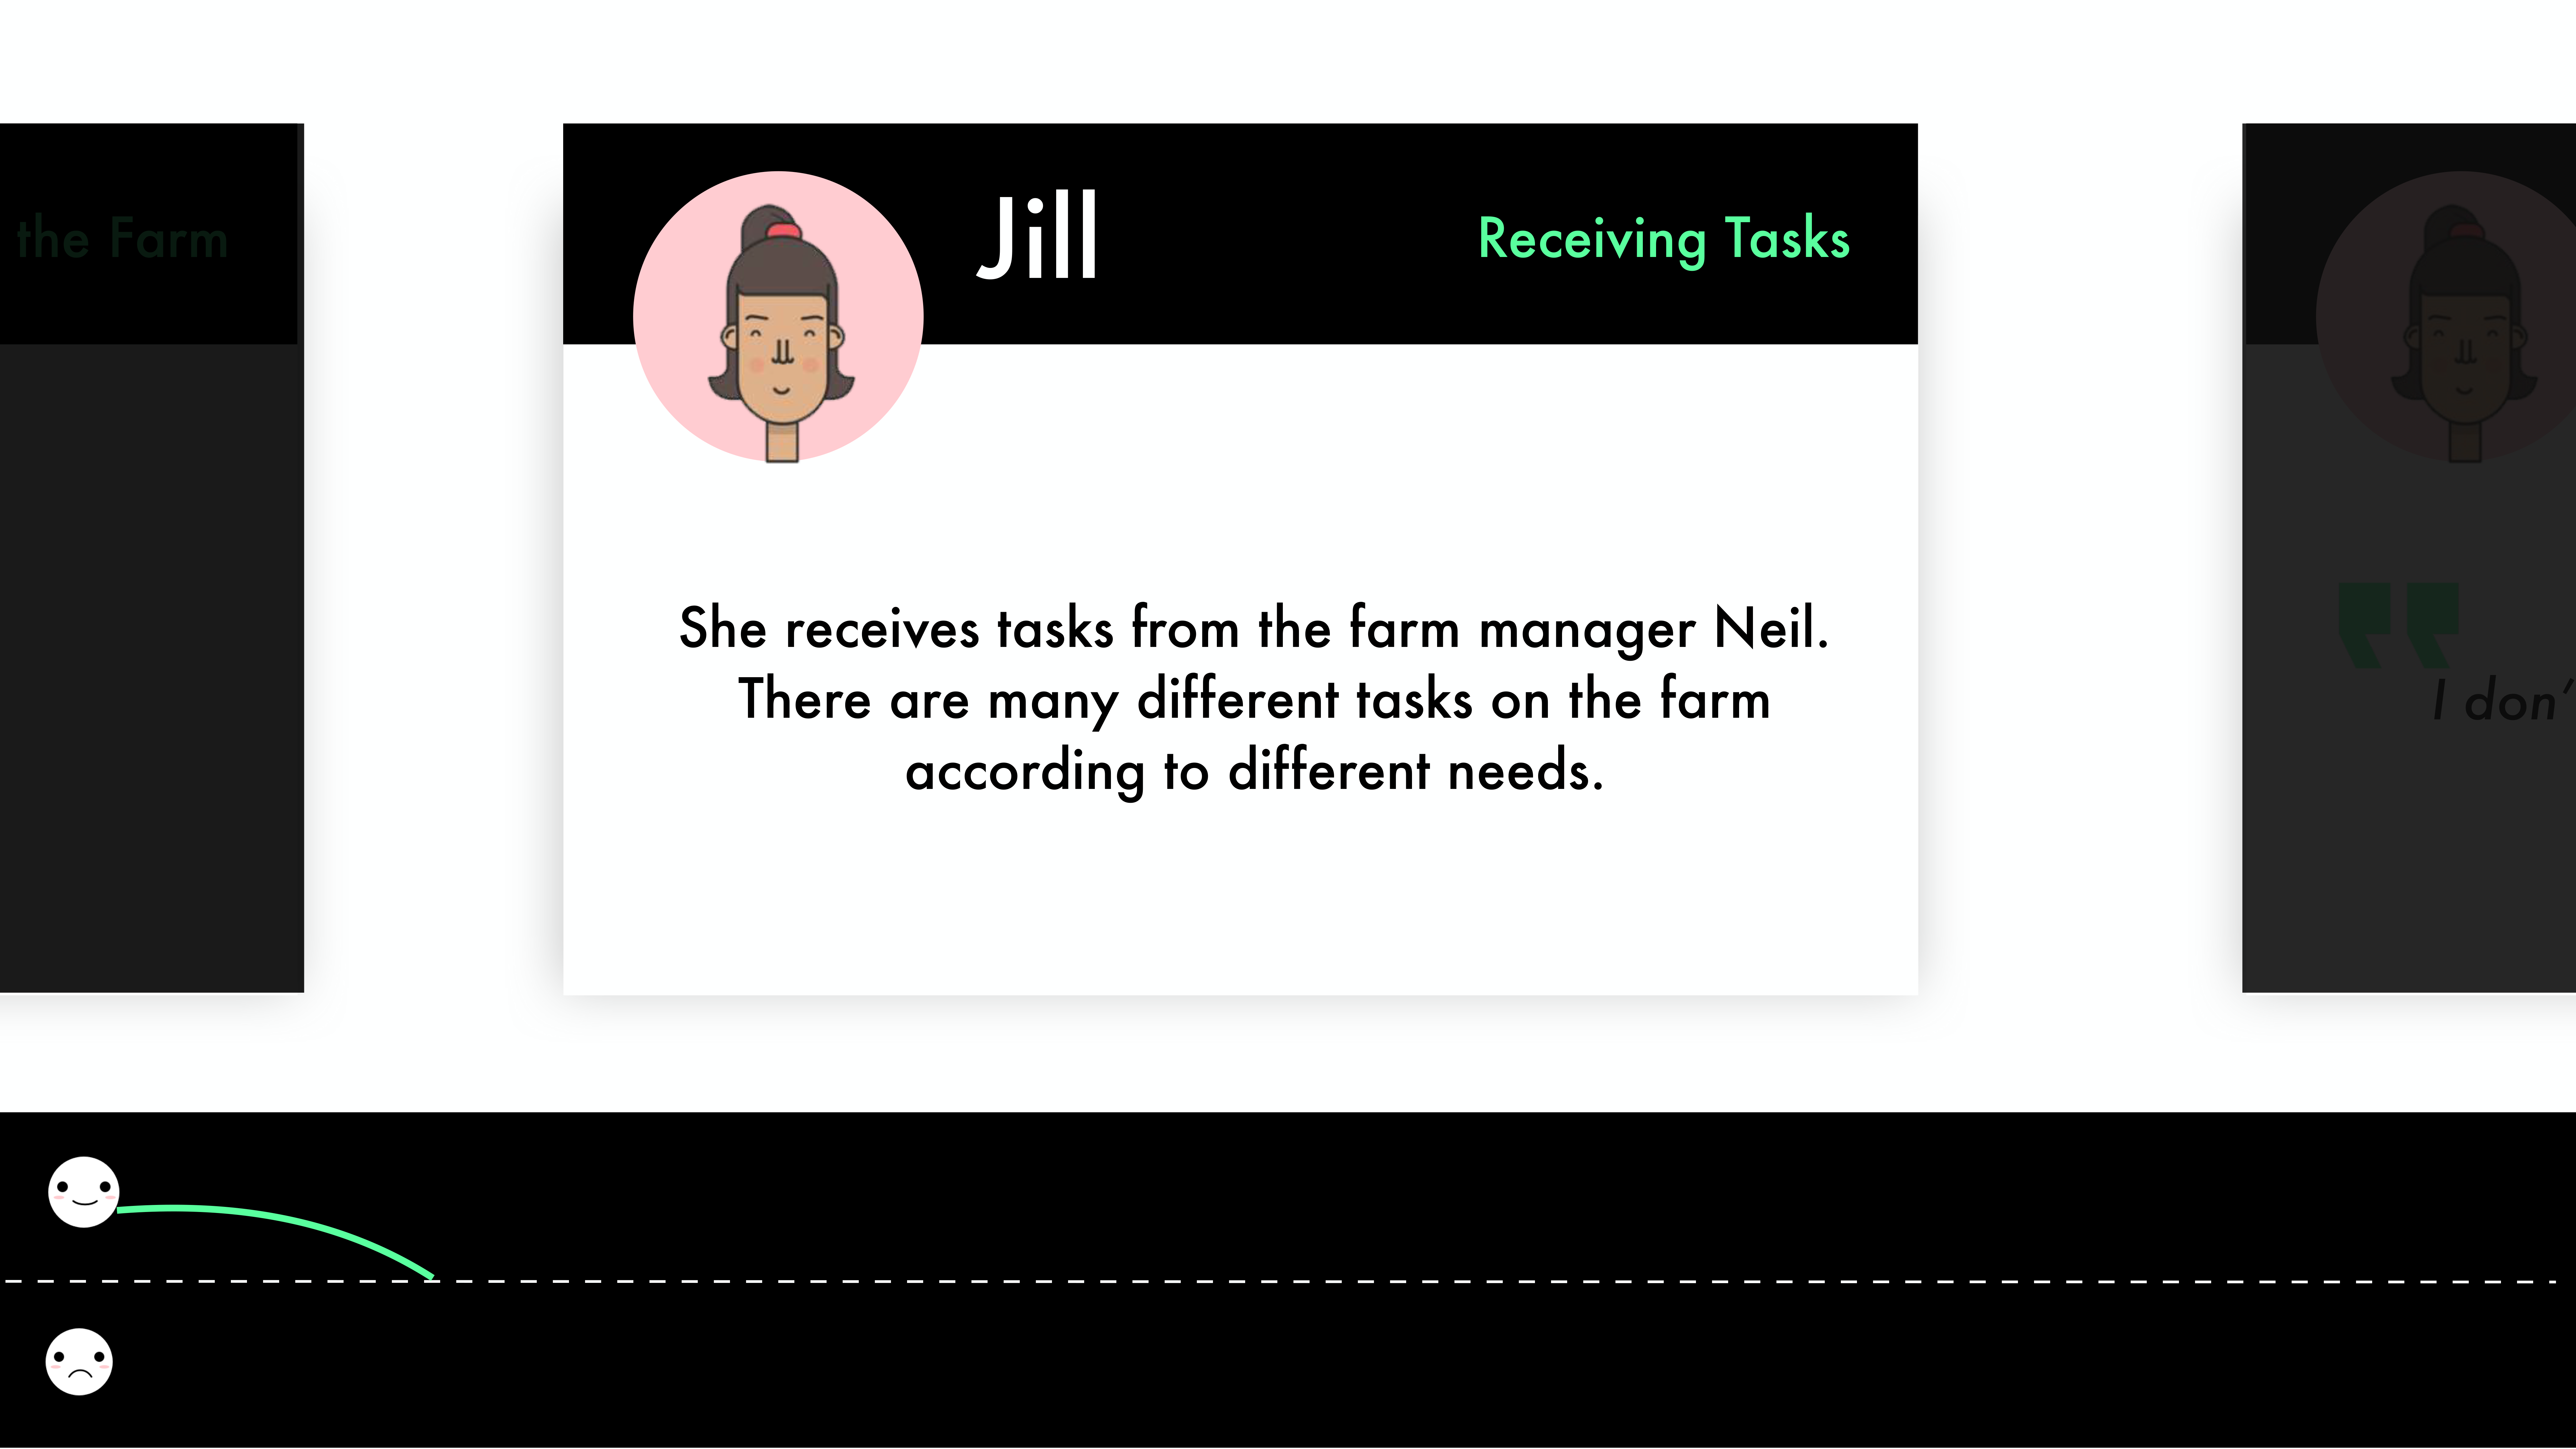 the Farm
Jill
Receiving Tasks
She receives tasks from the farm manager Neil.
There are many different tasks on the farm
according to different needs.
I don’